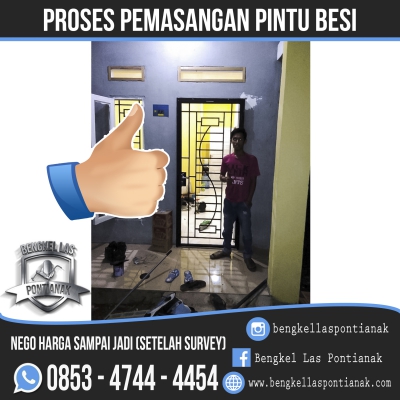 PROSES PEMASANGAN PINTU BESI
BENGKEL LAS
PONTIANAK
bengkellaspontianak
NEGO HARGA SAMPAI JADI (SETELAH SURVEY)
Bengkel Las Pontianak
0853 - 4744 - 4454
www.bengkellaspontianak.com